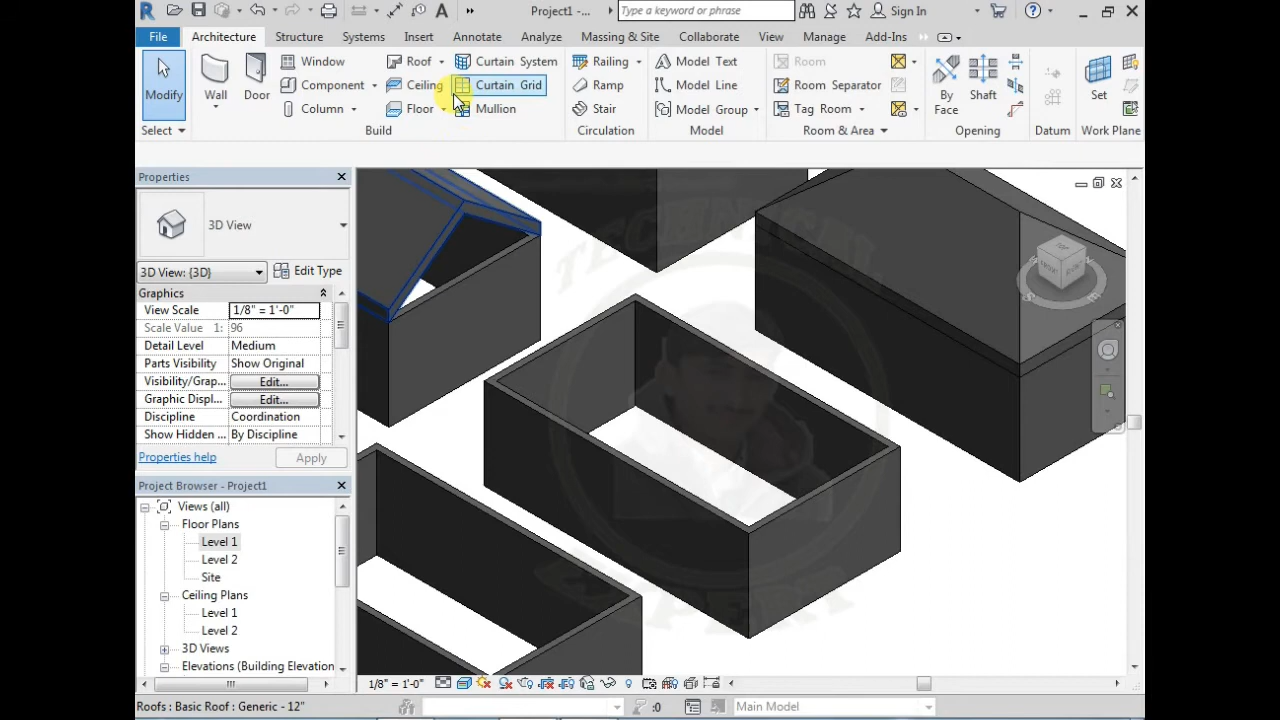 Project1 -...
Type a keyword or phrase
Sign In
File
Architecture
Structure
Systems
Insert
Annotate
Analyze
Massing & Site
Collaborate
View
Manage
Add-Ins
Modify
Wall
Door
Window
Component
Column
Roof
Ceiling
Floor
Curtain System
Curtain Grid
Mullion
Railing
Ramp
Stair
Model Text
Model Line
Model Group
Room
Room Separator
Tag Room
By
Face
Shaft
Set
Select
Build
Circulation
Model
Room & Area
Opening
Datum
Work Plane
Properties
3D View
3D View: {3D}
Edit Type
Graphics
View Scale 1/8" = 1'-0"
Scale Value 1: 96
Detail Level Medium
Parts Visibility Show Original
Visibility/Grap... Edit...
Graphic Displ... Edit...
Discipline Coordination
Show Hidden ... By Discipline
Properties help
Apply
Project Browser - Project1
Views (all)
Floor Plans
Level 1
Level 2
Site
Ceiling Plans
Level 1
Level 2
3D Views
Elevations (Building Elevation
TECHNICAL
EXPERT
TOP
FRONT
RIGHT
1/8" = 1'-0"
Roofs : Basic Roof : Generic - 12"
:0
Main Model